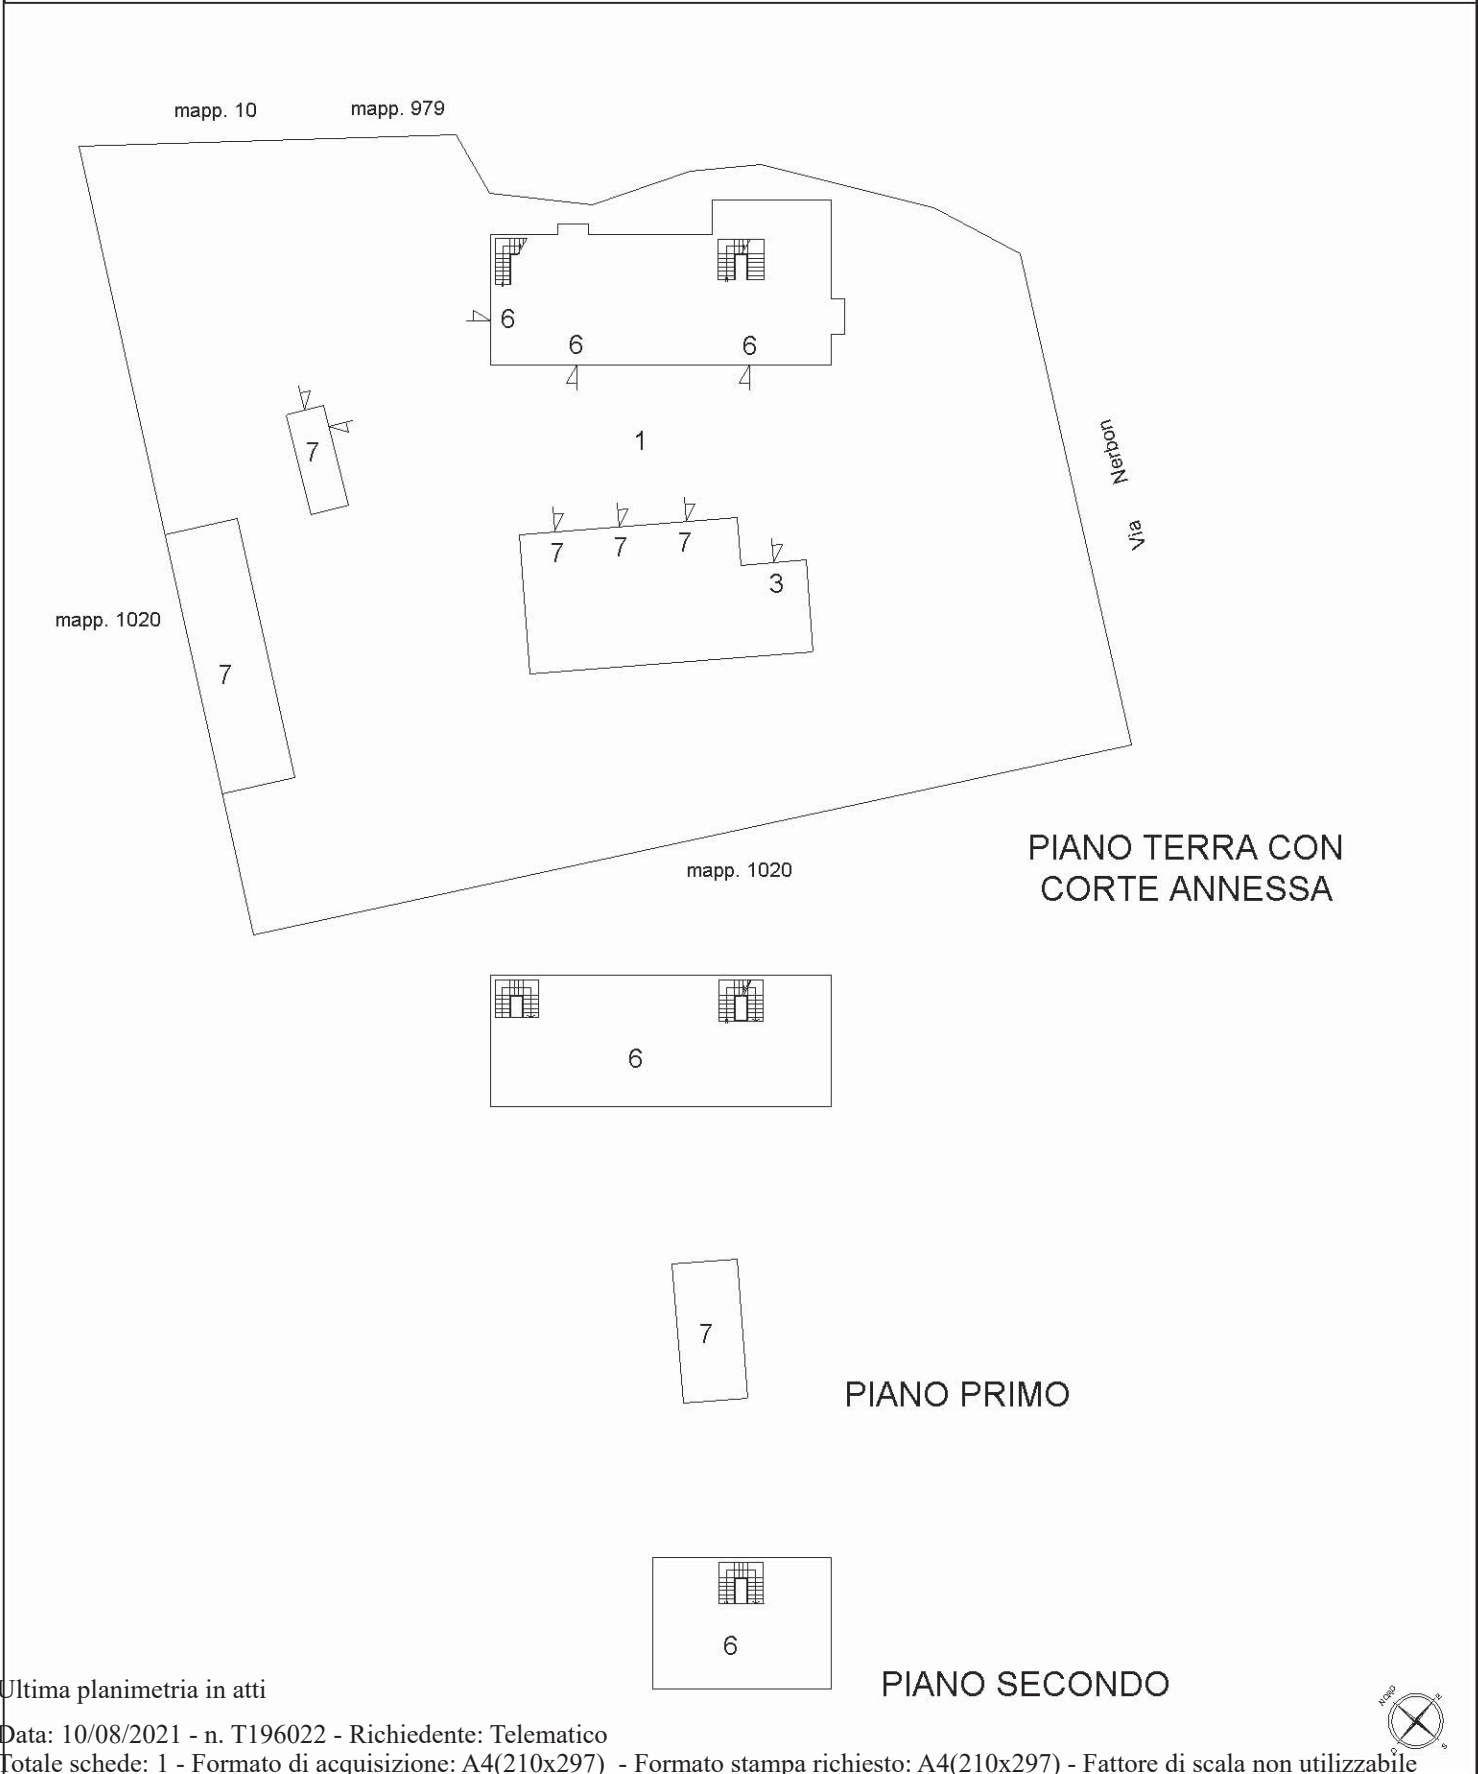 mapp. 10 mapp. 979
6
6 6
1
7
Via Nerbon
7 7 7
3
mapp. 1020
7
mapp. 1020
PIANO TERRA CON
CORTE ANNESSA
6
7
PIANO PRIMO
6
PIANO SECONDO
NORD
Ultima planimetria in atti
Data: 10/08/2021 - n. T196022 - Richiedente: Telematico
Totale schede: 1 - Formato di acquisizione: A4(210x297) - Formato stampa richiesto: A4(210x297) - Fattore di scala non utilizzabile